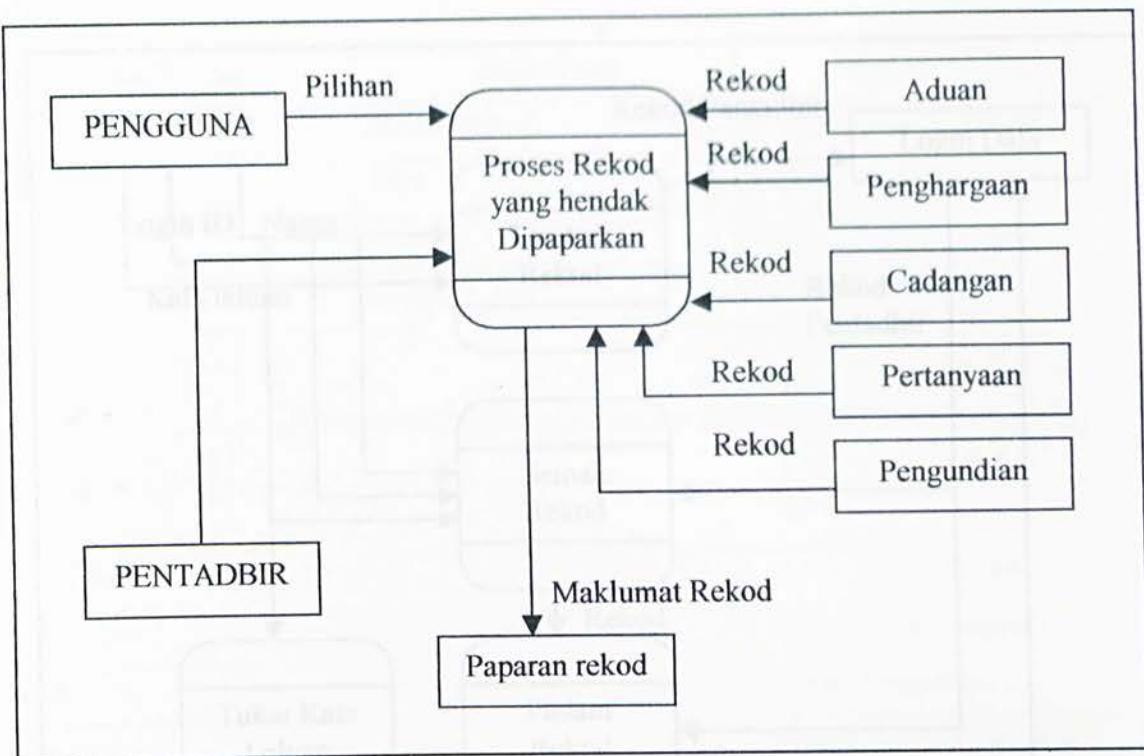 Pilihan
PENGGUNA
Proses Rekod
yang hendak
Dipaparkan
Rekod
Aduan
Rekod
Penghargaan
Rekod
Cadangan
Rekod
Pertanyaan
Rekod
Pengundian
PENTADBIR
Maklumat Rekod
Paparan rekod